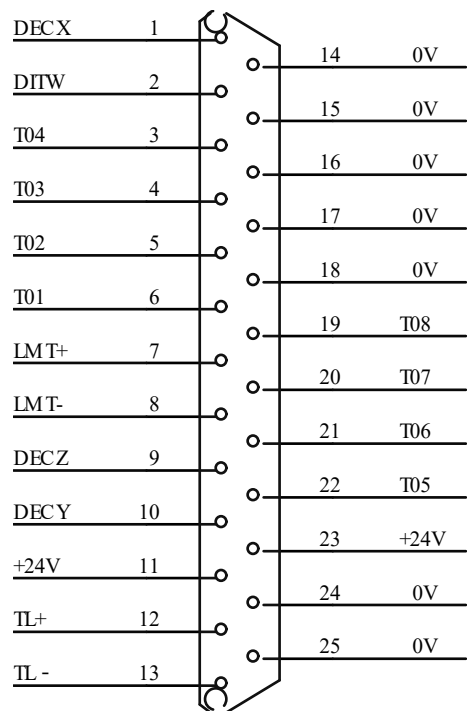 DECX 1
14 0V
DITW 2
15 0V
T04 3
16 0V
T03 4
17 0V
T02 5
18 0V
T01 6
19 T08
LMT+ 7
20 T07
LMT- 8
21 T06
DECZ 9
22 T05
DECY 10
23 +24V
+24V 11
24 0V
TL+ 12
25 0V
TL - 13